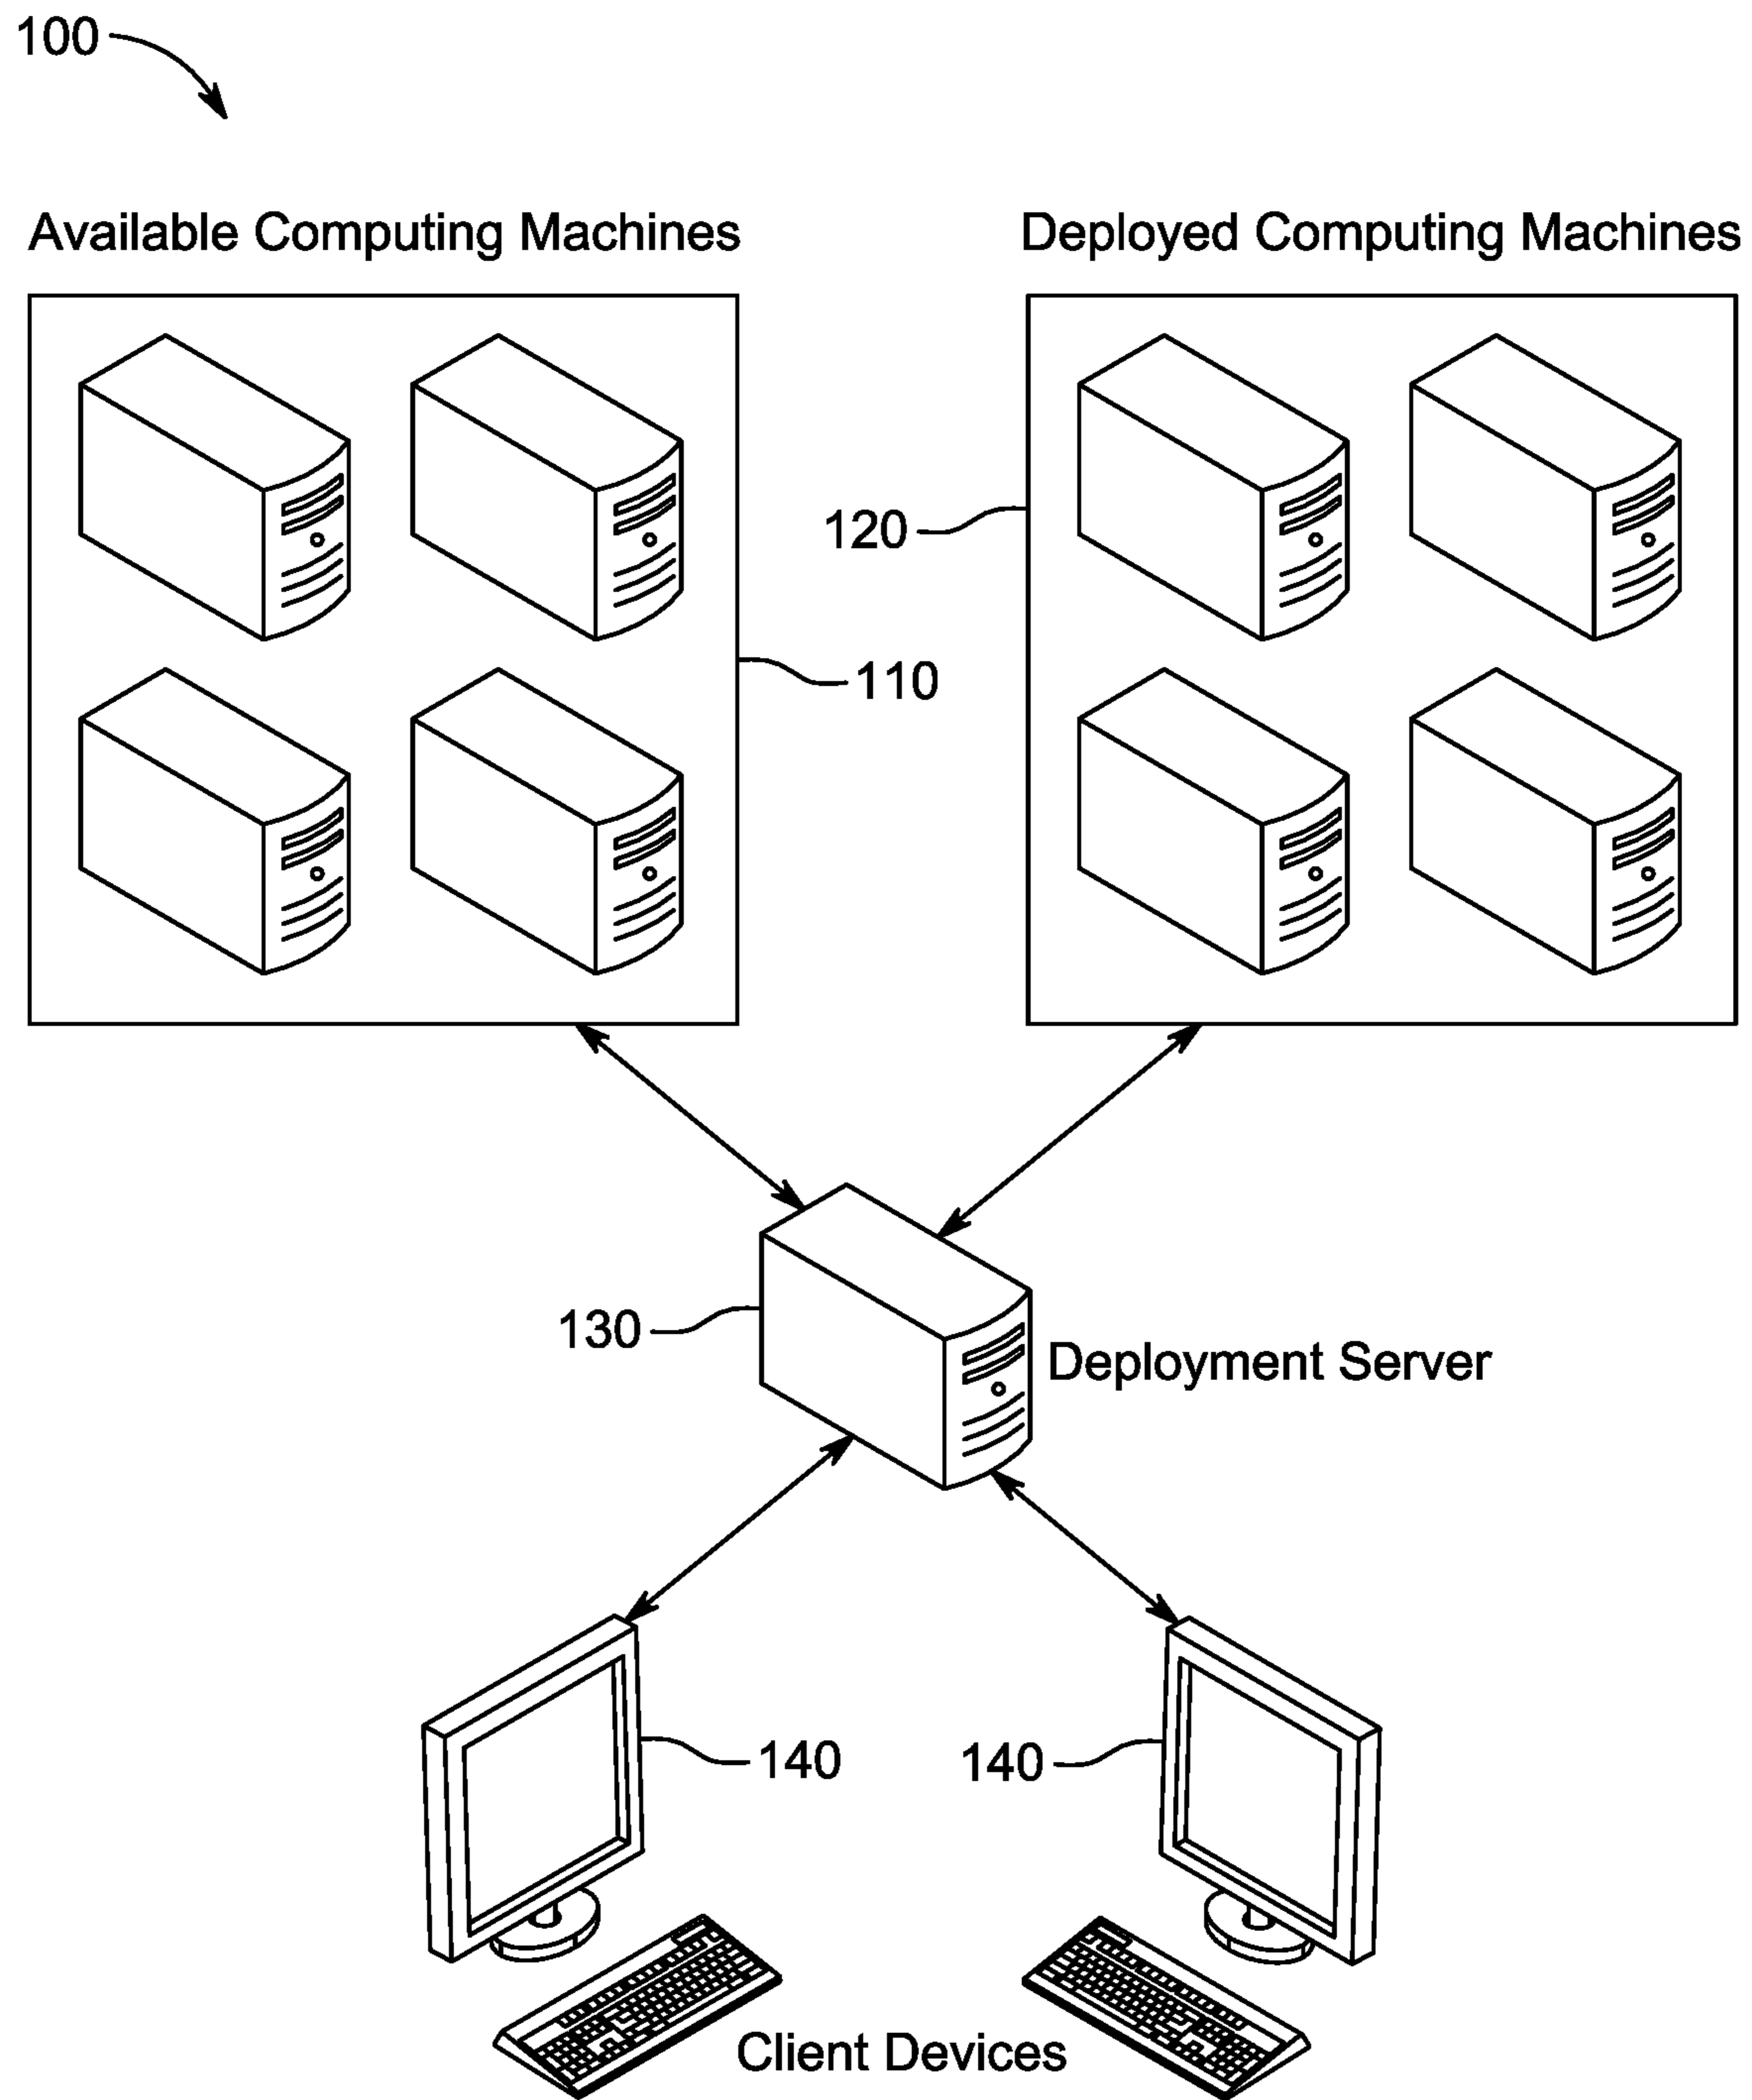 100
Available Computing Machines
Deployed Computing Machines
120
110
130
Deployment Server
140
140
Client Devices